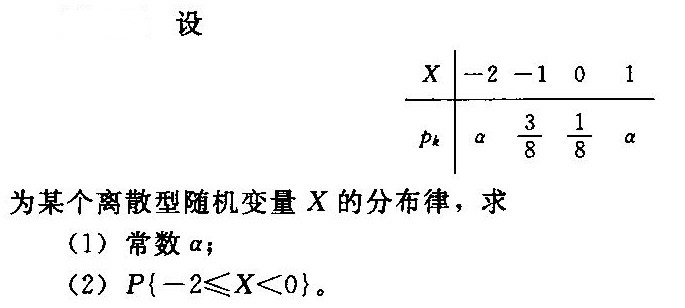 设
X -2 -1 0 1
pₖ α 3/8 1/8 α
为某个离散型随机变量 X 的分布律，求
(1) 常数 α；
(2) P{-2≤X<0}。